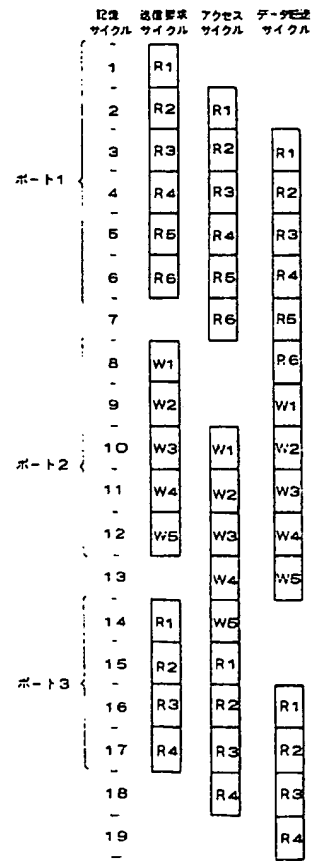 記憶 送信要求 アクセス データ転送
サイクル サイクル サイクル サイクル
1 R1
2 R2 R1
3 R3 R2 R1
ポート1 4 R4 R3 R2
5 R5 R4 R3
6 R6 R5 R4
7 R6 R5
8 W1 R6
9 W2 W1
ポート2 10 W3 W1 W2
11 W4 W2 W3
12 W5 W3 W4
13 W4 W5
14 R1 W5
15 R2 R1
ポート3 16 R3 R2 R1
17 R4 R3 R2
18 R4 R3
19 R4